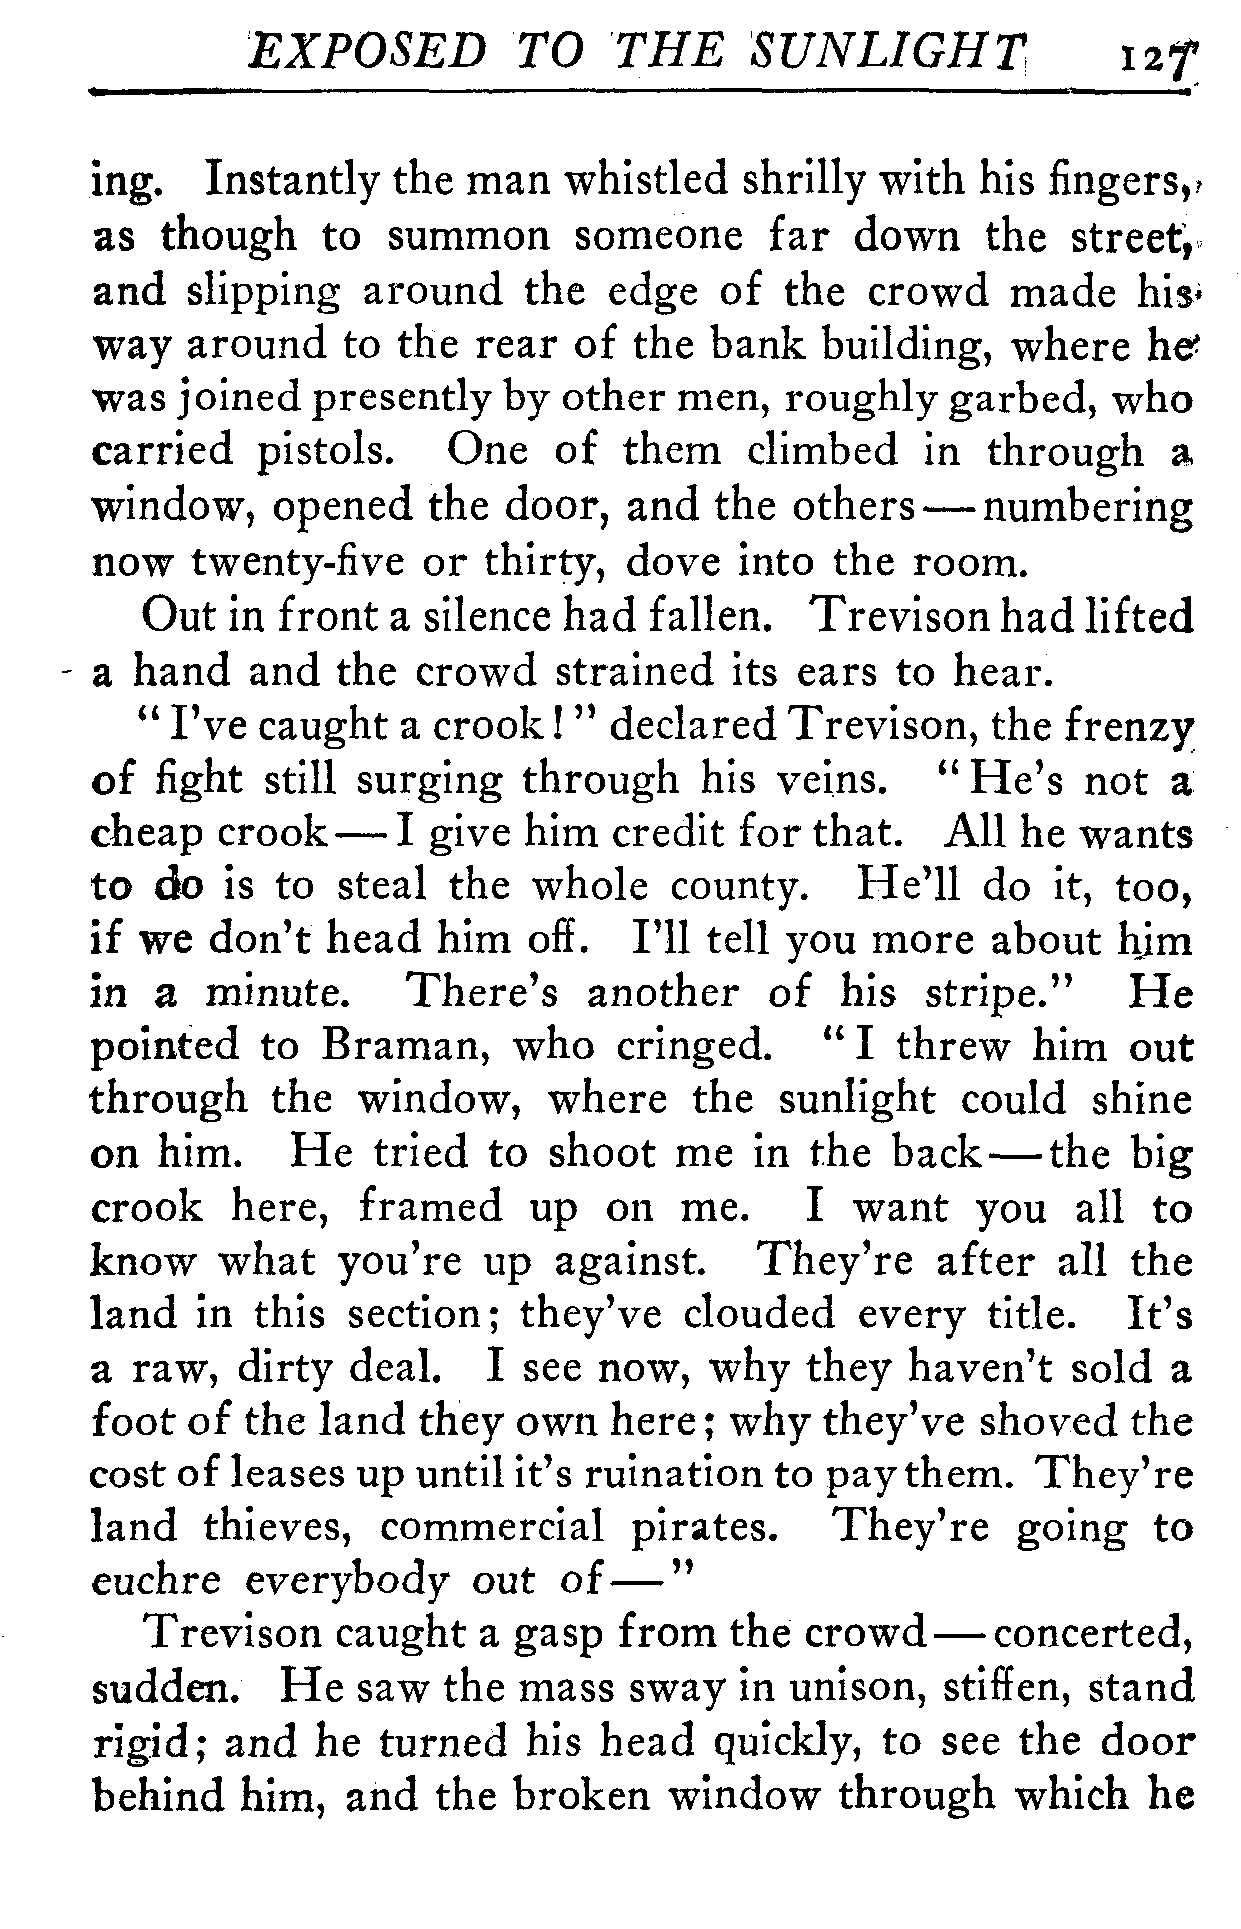 EXPOSED TO THE SUNLIGHT 127
ing. Instantly the man whistled shrilly with his fingers,
as though to summon someone far down the street,
and slipping around the edge of the crowd made his
way around to the rear of the bank building, where he
was joined presently by other men, roughly garbed, who
carried pistols. One of them climbed in through a
window, opened the door, and the others — numbering
now twenty-five or thirty, dove into the room.
Out in front a silence had fallen. Trevison had lifted
a hand and the crowd strained its ears to hear.
“ I’ve caught a crook ! ” declared Trevison, the frenzy
of fight still surging through his veins. “ He’s not a
cheap crook — I give him credit for that. All he wants
to do is to steal the whole county. He’ll do it, too,
if we don’t head him off. I’ll tell you more about him
in a minute. There’s another of his stripe.” He
pointed to Braman, who cringed. “ I threw him out
through the window, where the sunlight could shine
on him. He tried to shoot me in the back — the big
crook here, framed up on me. I want you all to
know what you’re up against. They’re after all the
land in this section ; they’ve clouded every title. It’s
a raw, dirty deal. I see now, why they haven’t sold a
foot of the land they own here ; why they’ve shoved the
cost of leases up until it’s ruination to pay them. They’re
land thieves, commercial pirates. They’re going to
euchre everybody out of — ”
Trevison caught a gasp from the crowd — concerted,
sudden. He saw the mass sway in unison, stiffen, stand
rigid ; and he turned his head quickly, to see the door
behind him, and the broken window through which he